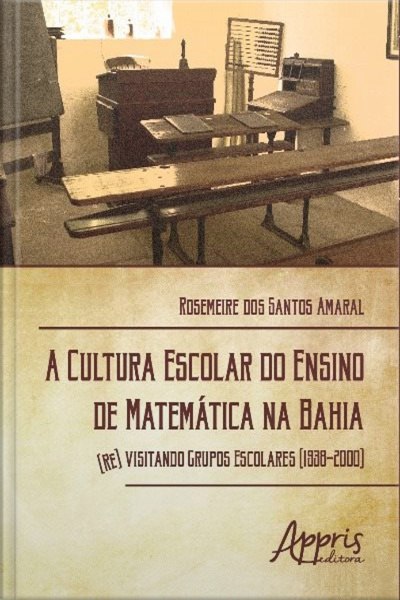 Rosemeire dos Santos Amaral
A Cultura Escolar do Ensino
de Matemática na Bahia
[RE] visitando Grupos Escolares (1938-2000)
Appris
editora